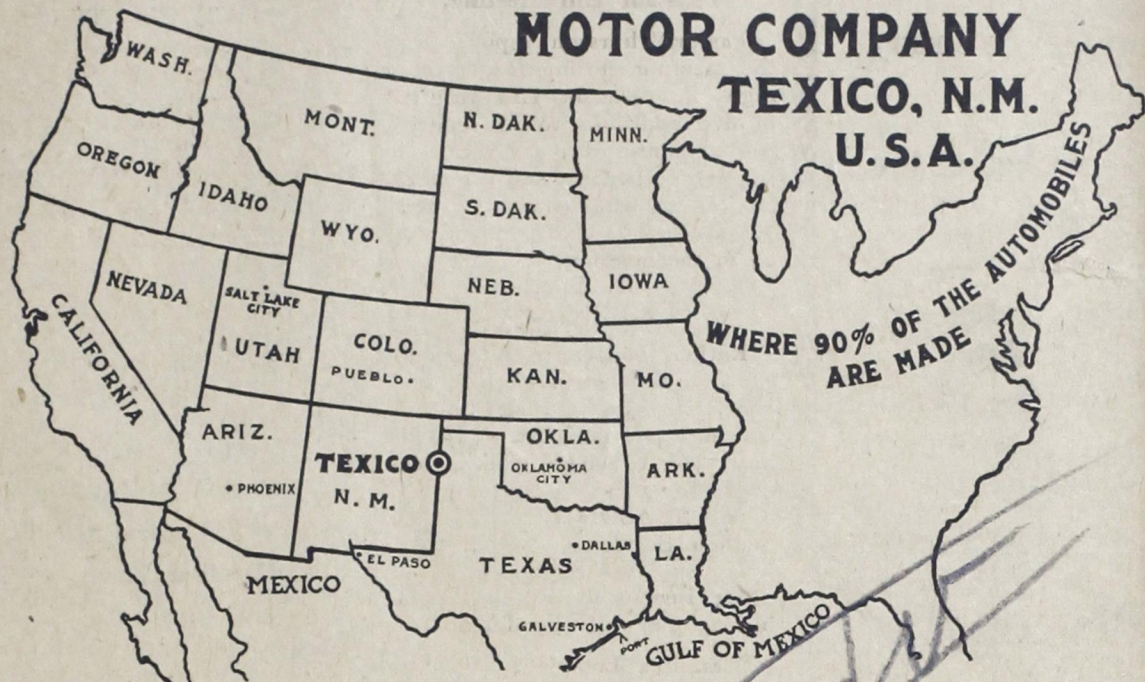 MOTOR COMPANY
TEXICO, N.M.
U.S.A.
WASH.
MONT.
N. DAK.
MINN.
OREGON
IDAHO
WYO.
S. DAK.
NEVADA
SALT LAKE
CITY
UTAH
NEB.
IOWA
WHERE 90% OF THE AUTOMOBILES
ARE MADE
CALIFORNIA
COLO.
PUEBLO
KAN.
MO.
ARIZ.
PHOENIX
TEXICO
N. M.
OKLA.
OKLAHOMA
CITY
ARK.
EL PASO
TEXAS
DALLAS
LA.
MEXICO
GALVESTON
PORT
GULF OF MEXICO